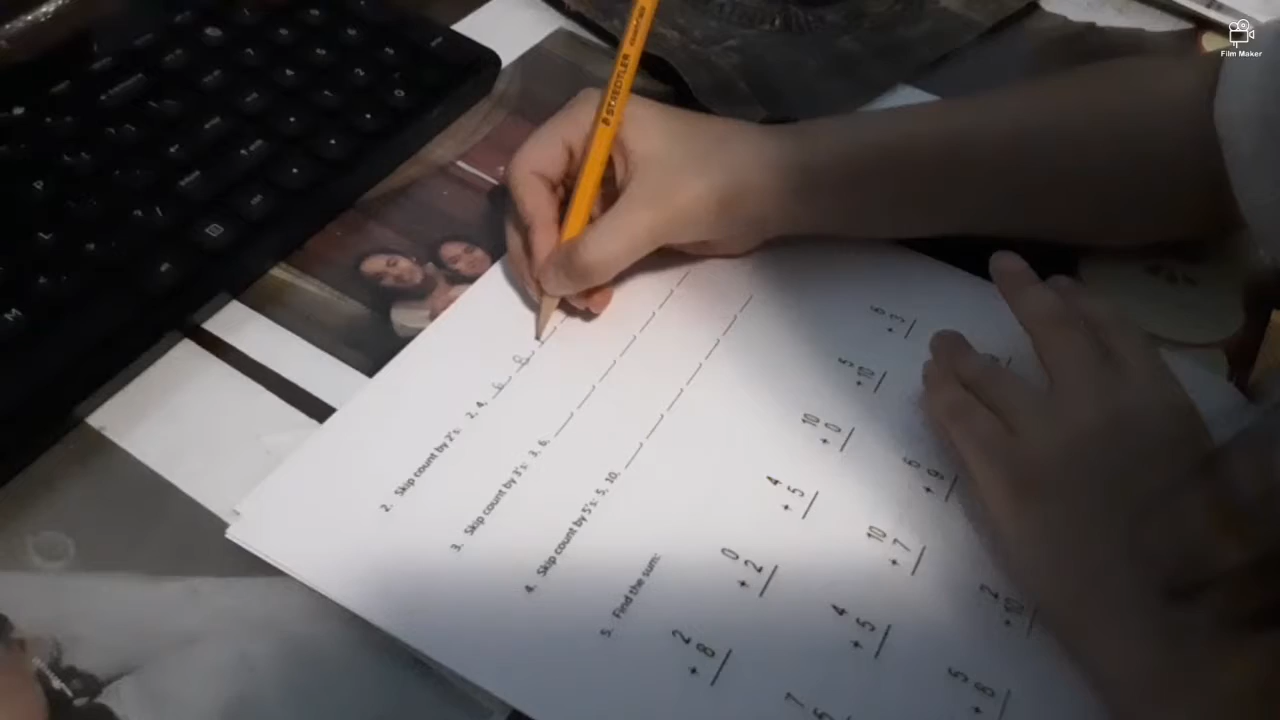 Film Maker
STAEDTLER
2. Skip count by 2's: 2, 4, 6 8
3. Skip count by 3's: 3, 6,
4. Skip count by 5's: 5, 10,
5. Find the sum:
2 + 8
0 + 2
4 + 5
10 + 0
5 + 10
6 + 3
4 + 5
10 + 7
6 + 9
5 + 8
2 + 10